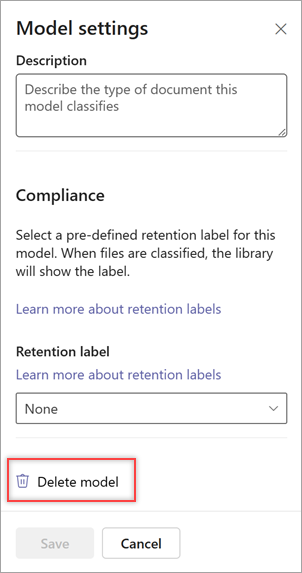 Model settings
Description
Describe the type of document this
model classifies
Compliance
Select a pre-defined retention label for this
model. When files are classified, the library
will show the label.
Learn more about retention labels
Retention label
Learn more about retention labels
None
Delete model
Save
Cancel